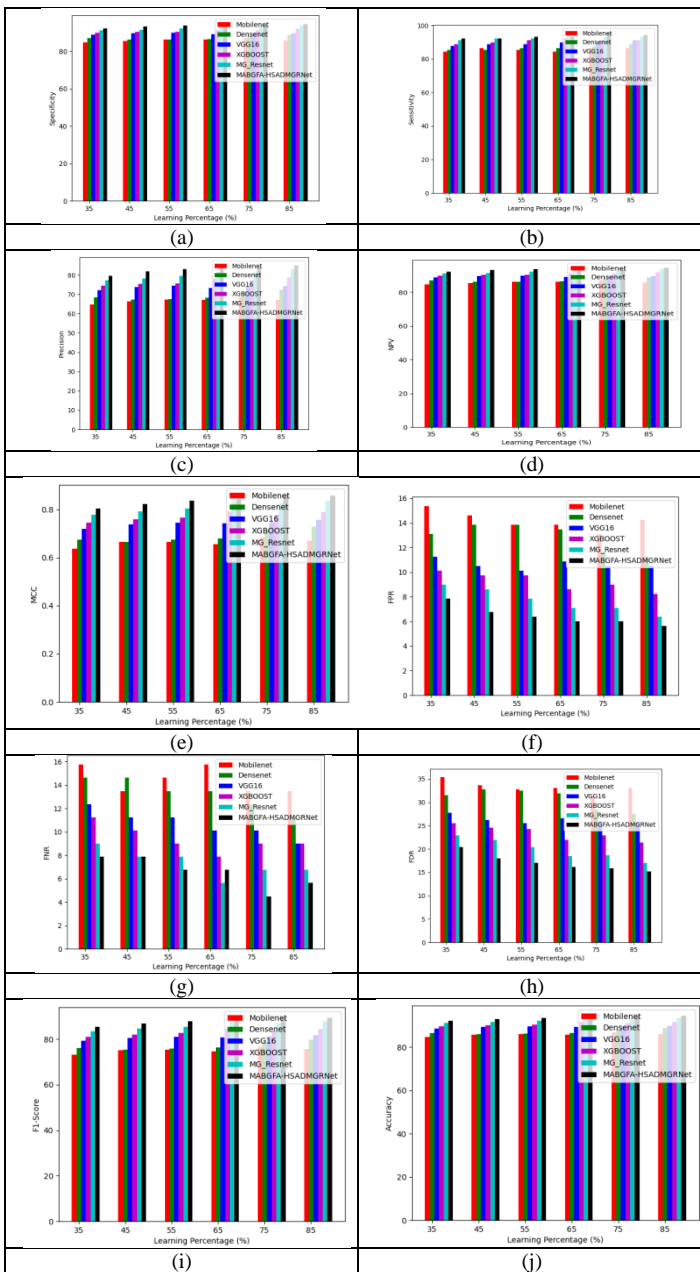 Specificity
80
60
40
20
0
Mobilenet
Densenet
VGG16
XGBOOST
MG_Resnet
MABGFA-HSADMGRNet
35 45 55 65 75 85
Learning Percentage (%)
(a)
Sensitivity
100
80
60
40
20
0
Mobilenet
Densenet
VGG16
XGBOOST
MG_Resnet
MABGFA-HSADMGRNet
35 45 55 65 75 85
Learning Percentage (%)
(b)
Precision
80
70
60
50
40
30
20
10
0
Mobilenet
Densenet
VGG16
XGBOOST
MG_Resnet
MABGFA-HSADMGRNet
35 45 55 65 75 85
Learning Percentage (%)
(c)
NPV
80
60
40
20
0
Mobilenet
Densenet
VGG16
XGBOOST
MG_Resnet
MABGFA-HSADMGRNet
35 45 55 65 75 85
Learning Percentage (%)
(d)
MCC
0.8
0.6
0.4
0.2
0.0
Mobilenet
Densenet
VGG16
XGBOOST
MG_Resnet
MABGFA-HSADMGRNet
35 45 55 65 75 85
Learning Percentage (%)
(e)
FPR
16
14
12
10
8
6
4
2
0
Mobilenet
Densenet
VGG16
XGBOOST
MG_Resnet
MABGFA-HSADMGRNet
35 45 55 65 75 85
Learning Percentage (%)
(f)
FNR
16
14
12
10
8
6
4
2
0
Mobilenet
Densenet
VGG16
XGBOOST
MG_Resnet
MABGFA-HSADMGRNet
35 45 55 65 75 85
Learning Percentage (%)
(g)
FDR
35
30
25
20
15
10
5
0
Mobilenet
Densenet
VGG16
XGBOOST
MG_Resnet
MABGFA-HSADMGRNet
35 45 55 65 75 85
Learning Percentage (%)
(h)
F1-Score
80
60
40
20
0
Mobilenet
Densenet
VGG16
XGBOOST
MG_Resnet
MABGFA-HSADMGRNet
35 45 55 65 75 85
Learning Percentage (%)
(i)
Accuracy
80
60
40
20
0
Mobilenet
Densenet
VGG16
XGBOOST
MG_Resnet
MABGFA-HSADMGRNet
35 45 55 65 75 85
Learning Percentage (%)
(j)